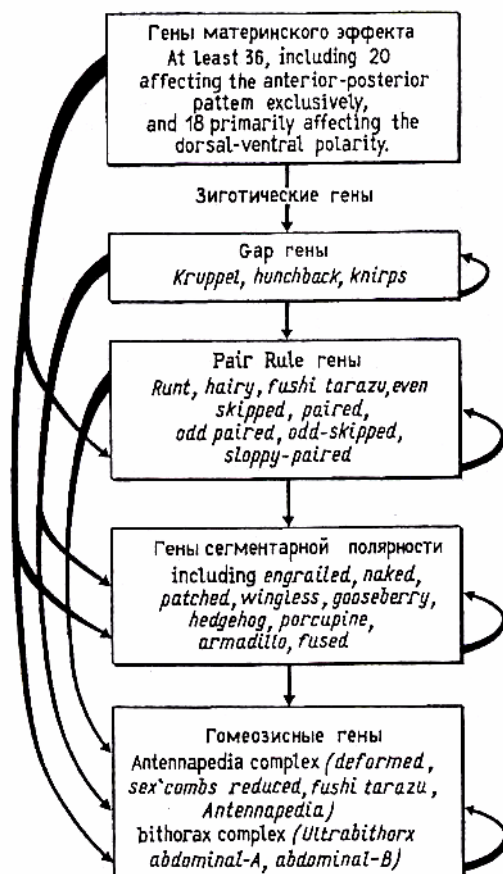 Гены материнского эффекта
At least 36, including 20
affecting the anterior-posterior
pattem exclusively,
and 18 primarily affecting the
dorsal-ventral polarity.
Зиготические гены
Gap гены
Kruppel, hunchback, knirps
Pair Rule гены
Runt, hairy, fushi tarazu, even
skipped, paired,
odd paired, odd-skipped,
sloppy-paired
Гены сегментарной полярности
including engrailed, naked,
patched, wingless, gooseberry,
hedgehog, porcupine,
armadillo, fused
Гомеозисные гены
Antennapedia complex (deformed,
sex combs reduced, fushi tarazu,
Antennapedia)
bithorax complex (Ultrabithorx
abdominal-A, abdominal-B)